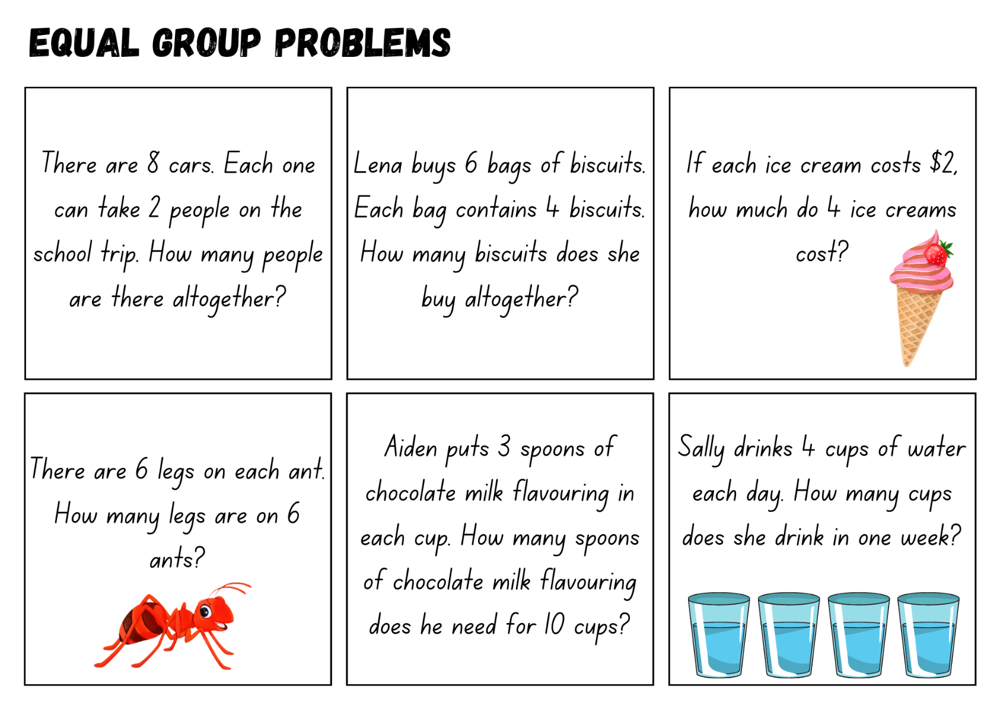 EQUAL GROUP PROBLEMS
There are 8 cars. Each one
can take 2 people on the
school trip. How many people
are there altogether?
Lena buys 6 bags of biscuits.
Each bag contains 4 biscuits.
How many biscuits does she
buy altogether?
If each ice cream costs $2,
how much do 4 ice creams
cost?
There are 6 legs on each ant.
How many legs are on 6
ants?
Aiden puts 3 spoons of
chocolate milk flavouring in
each cup. How many spoons
of chocolate milk flavouring
does he need for 10 cups?
Sally drinks 4 cups of water
each day. How many cups
does she drink in one week?